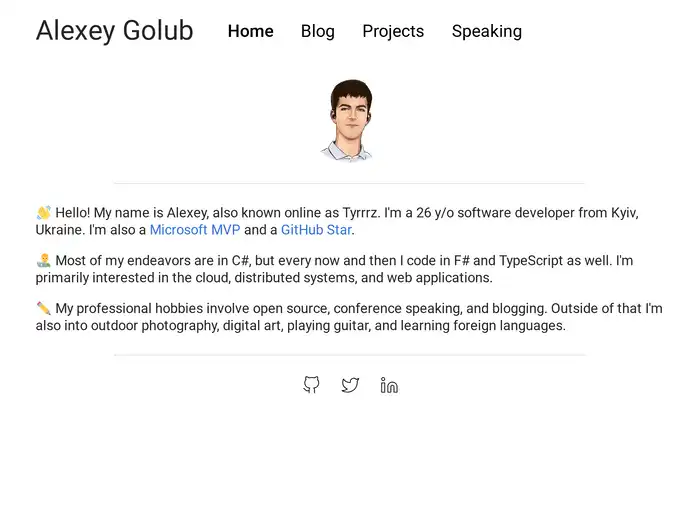 Alexey Golub Home Blog Projects Speaking
👋 Hello! My name is Alexey, also known online as Tyrrrz. I'm a 26 y/o software developer from Kyiv,
Ukraine. I'm also a Microsoft MVP and a GitHub Star.
👨‍💻 Most of my endeavors are in C#, but every now and then I code in F# and TypeScript as well. I'm
primarily interested in the cloud, distributed systems, and web applications.
✏️ My professional hobbies involve open source, conference speaking, and blogging. Outside of that I'm
also into outdoor photography, digital art, playing guitar, and learning foreign languages.